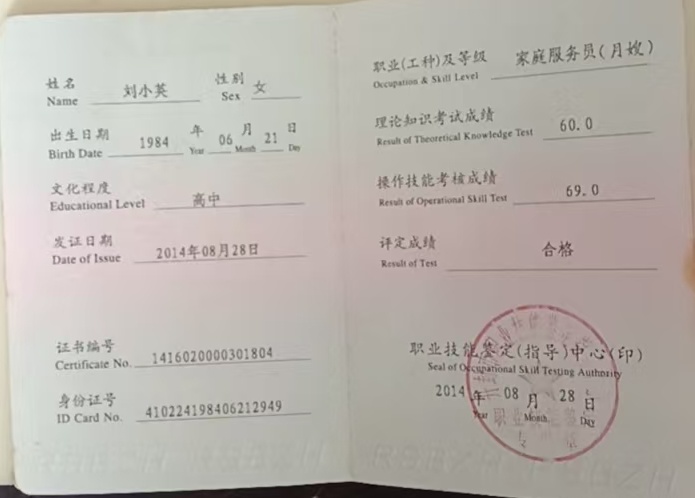 姓名 刘小英 性别 女
Name Sex
出生日期 1984 年 06 月 21 日
Birth Date Year Month Day
文化程度 高中
Educational Level
发证日期 2014年08月28日
Date of Issue
证书编号 1416020000301804
Certificate No.
身份证号 410224198406212949
ID Card No.
职业(工种)及等级 家庭服务员(月嫂)
Occupation & Skill Level
理论知识考试成绩 60.0
Result of Theoretical Knowledge Test
操作技能考核成绩 69.0
Result of Operational Skill Test
评定成绩 合格
Result of Test
职业技能鉴定(指导)中心(印)
Seal of Occupational Skill Testing Authority
2014 年 08 月 28 日
Year Month Day